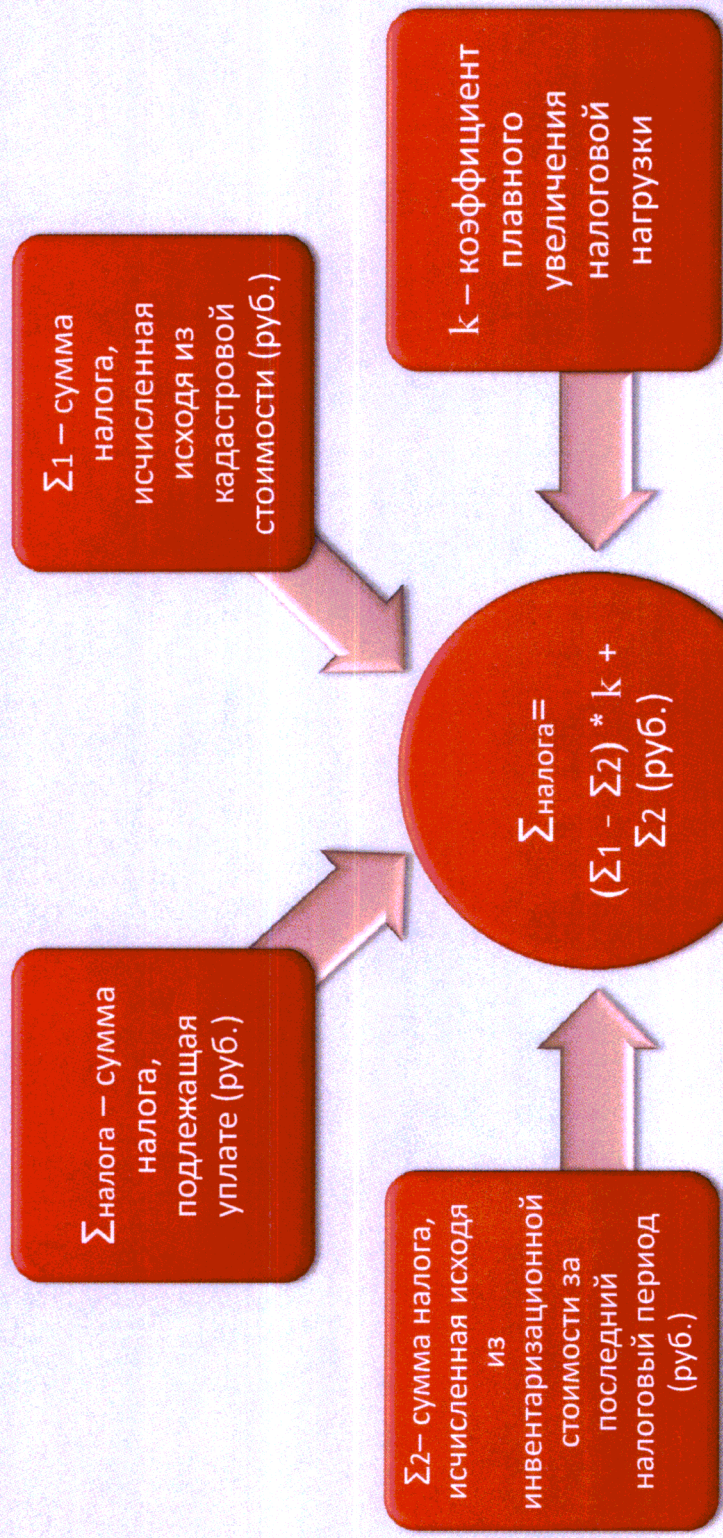 Σналога – сумма
налога,
подлежащая
уплате (руб.)
Σ1 – сумма
налога,
исчисленная
исходя из
кадастровой
стоимости (руб.)
Σ2– сумма налога,
исчисленная исходя
из
инвентаризационной
стоимости за
последний
налоговый период
(руб.)
Σналога=
(Σ1 - Σ2) * k +
Σ2 (руб.)
k – коэффициент
плавного
увеличения
налоговой
нагрузки